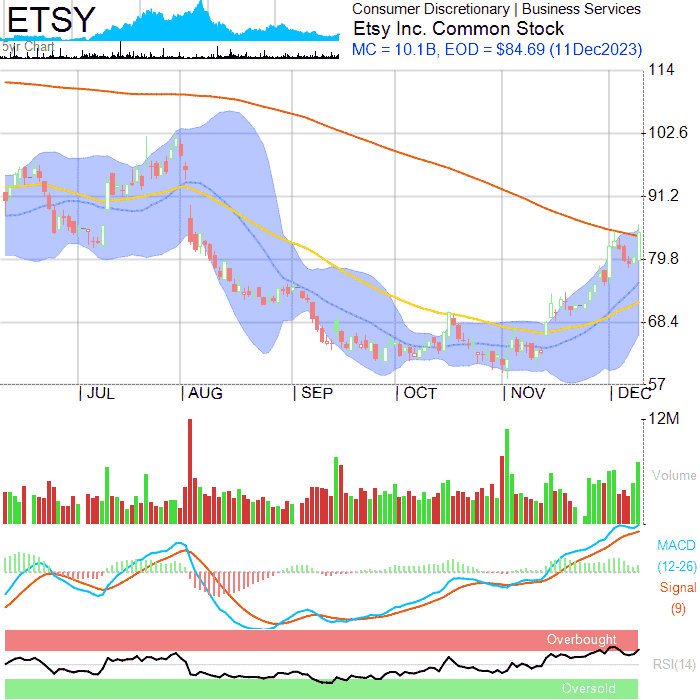 ETSY
5yr Chart
Consumer Discretionary | Business Services
Etsy Inc. Common Stock
MC = 10.1B, EOD = $84.69 (11Dec2023)
114
102.6
91.2
79.8
68.4
57
JUL AUG SEP OCT NOV DEC
12M
Volume
MACD
(12-26)
Signal
(9)
Overbought
RSI(14)
Oversold